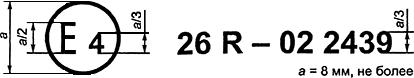 a a/2 E 4 a/3 26 R – 02 2439 a/3
a = 8 мм, не более